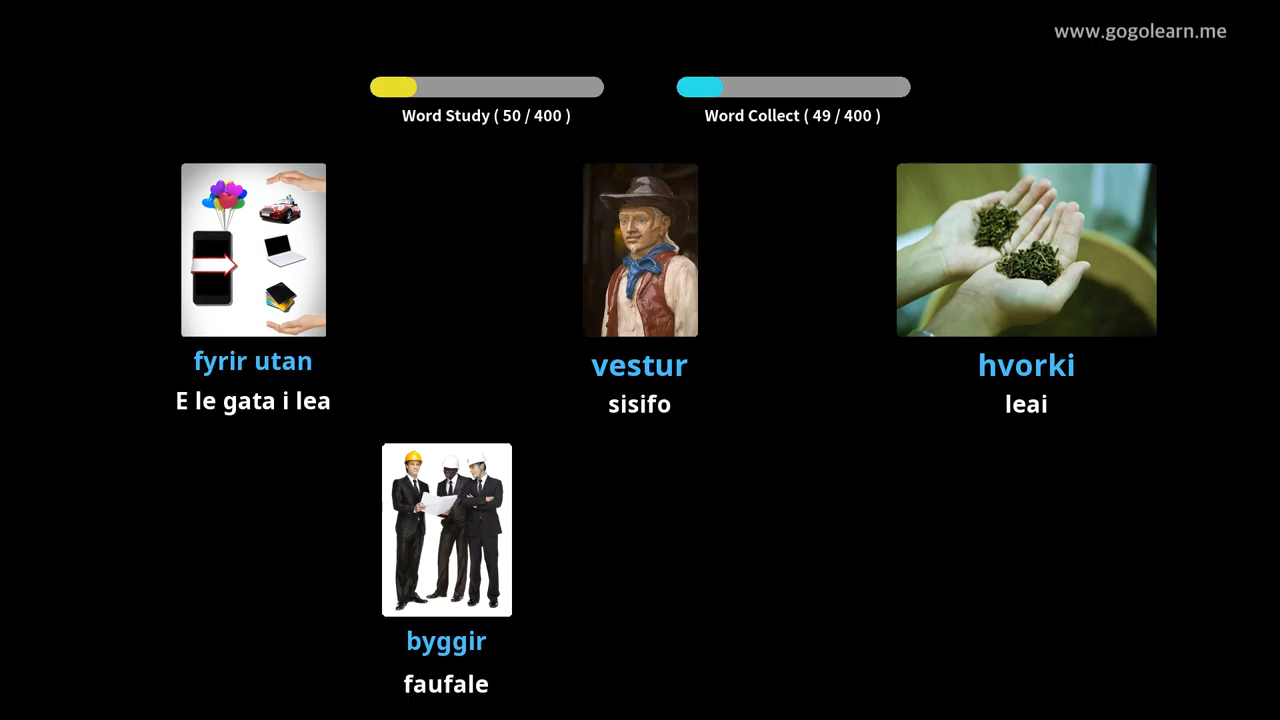 www.gogolearn.me
Word Study ( 50 / 400 )
Word Collect ( 49 / 400 )
fyrir utan
E le gata i lea
vestur
sisifo
hvorki
leai
byggir
faufale